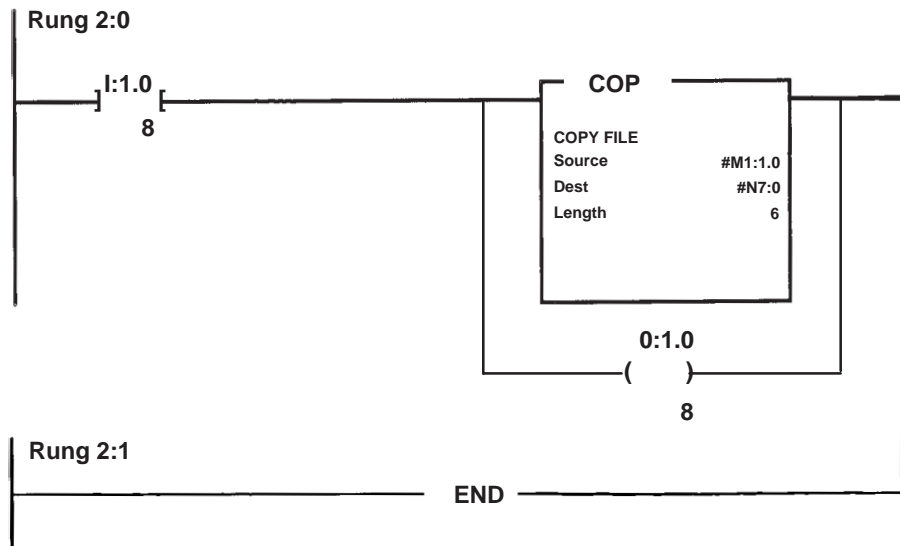 Rung 2:0
I:1.0
8
COP
COPY FILE
Source #M1:1.0
Dest #N7:0
Length 6
0:1.0
8
Rung 2:1
END